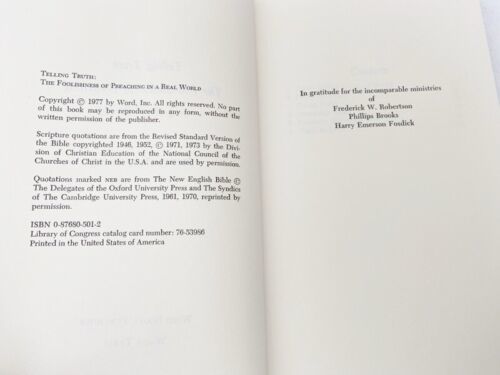 TELLING TRUTH:
THE FOOLISHNESS OF PREACHING IN A REAL WORLD
Copyright © 1977 by Word, Inc. All rights reserved. No part
of this book may be reproduced in any form, without the
written permission of the publisher.
Scripture quotations are from the Revised Standard Version of
the Bible copyrighted 1946, 1952, © 1971, 1973 by the Divi-
sion of Christian Education of the National Council of the
Churches of Christ in the U.S.A. and are used by permission.
Quotations marked NEB are from The New English Bible ©
The Delegates of the Oxford University Press and The Syndics
of The Cambridge University Press, 1961, 1970, reprinted by
permission.
ISBN 0-87680-501-2
Library of Congress catalog card number: 76-53986
Printed in the United States of America
In gratitude for the incomparable ministries
of
Frederick W. Robertson
Phillips Brooks
Harry Emerson Fosdick